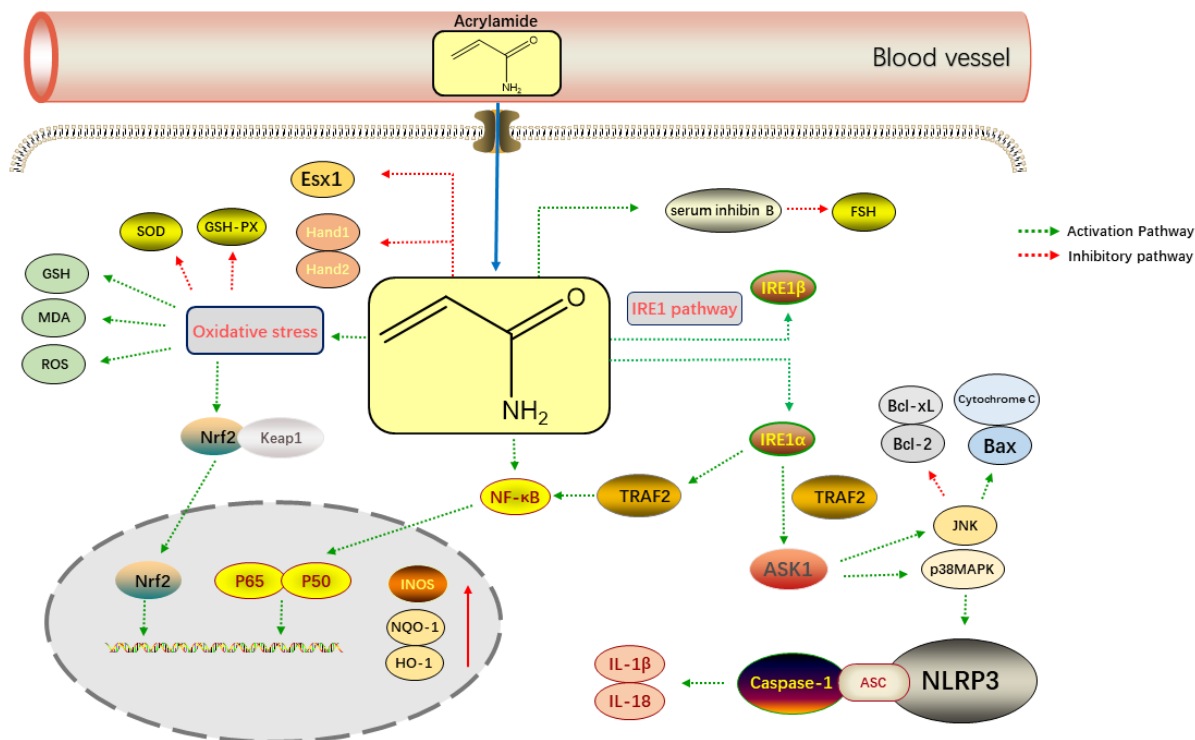 Acrylamide
O
NH₂
Blood vessel
Esx1
Hand1
Hand2
serum inhibin B
FSH
Activation Pathway
Inhibitory pathway
SOD
GSH-PX
GSH
MDA
ROS
Oxidative stress
O
NH₂
IRE1 pathway
IRE1β
IRE1α
Nrf2
Keap1
NF-κB
TRAF2
TRAF2
Bcl-xL
Bcl-2
Cytochrome C
Bax
JNK
p38MAPK
ASK1
Nrf2
P65
P50
INOS
NQO-1
HO-1
IL-1β
IL-18
Caspase-1
ASC
NLRP3